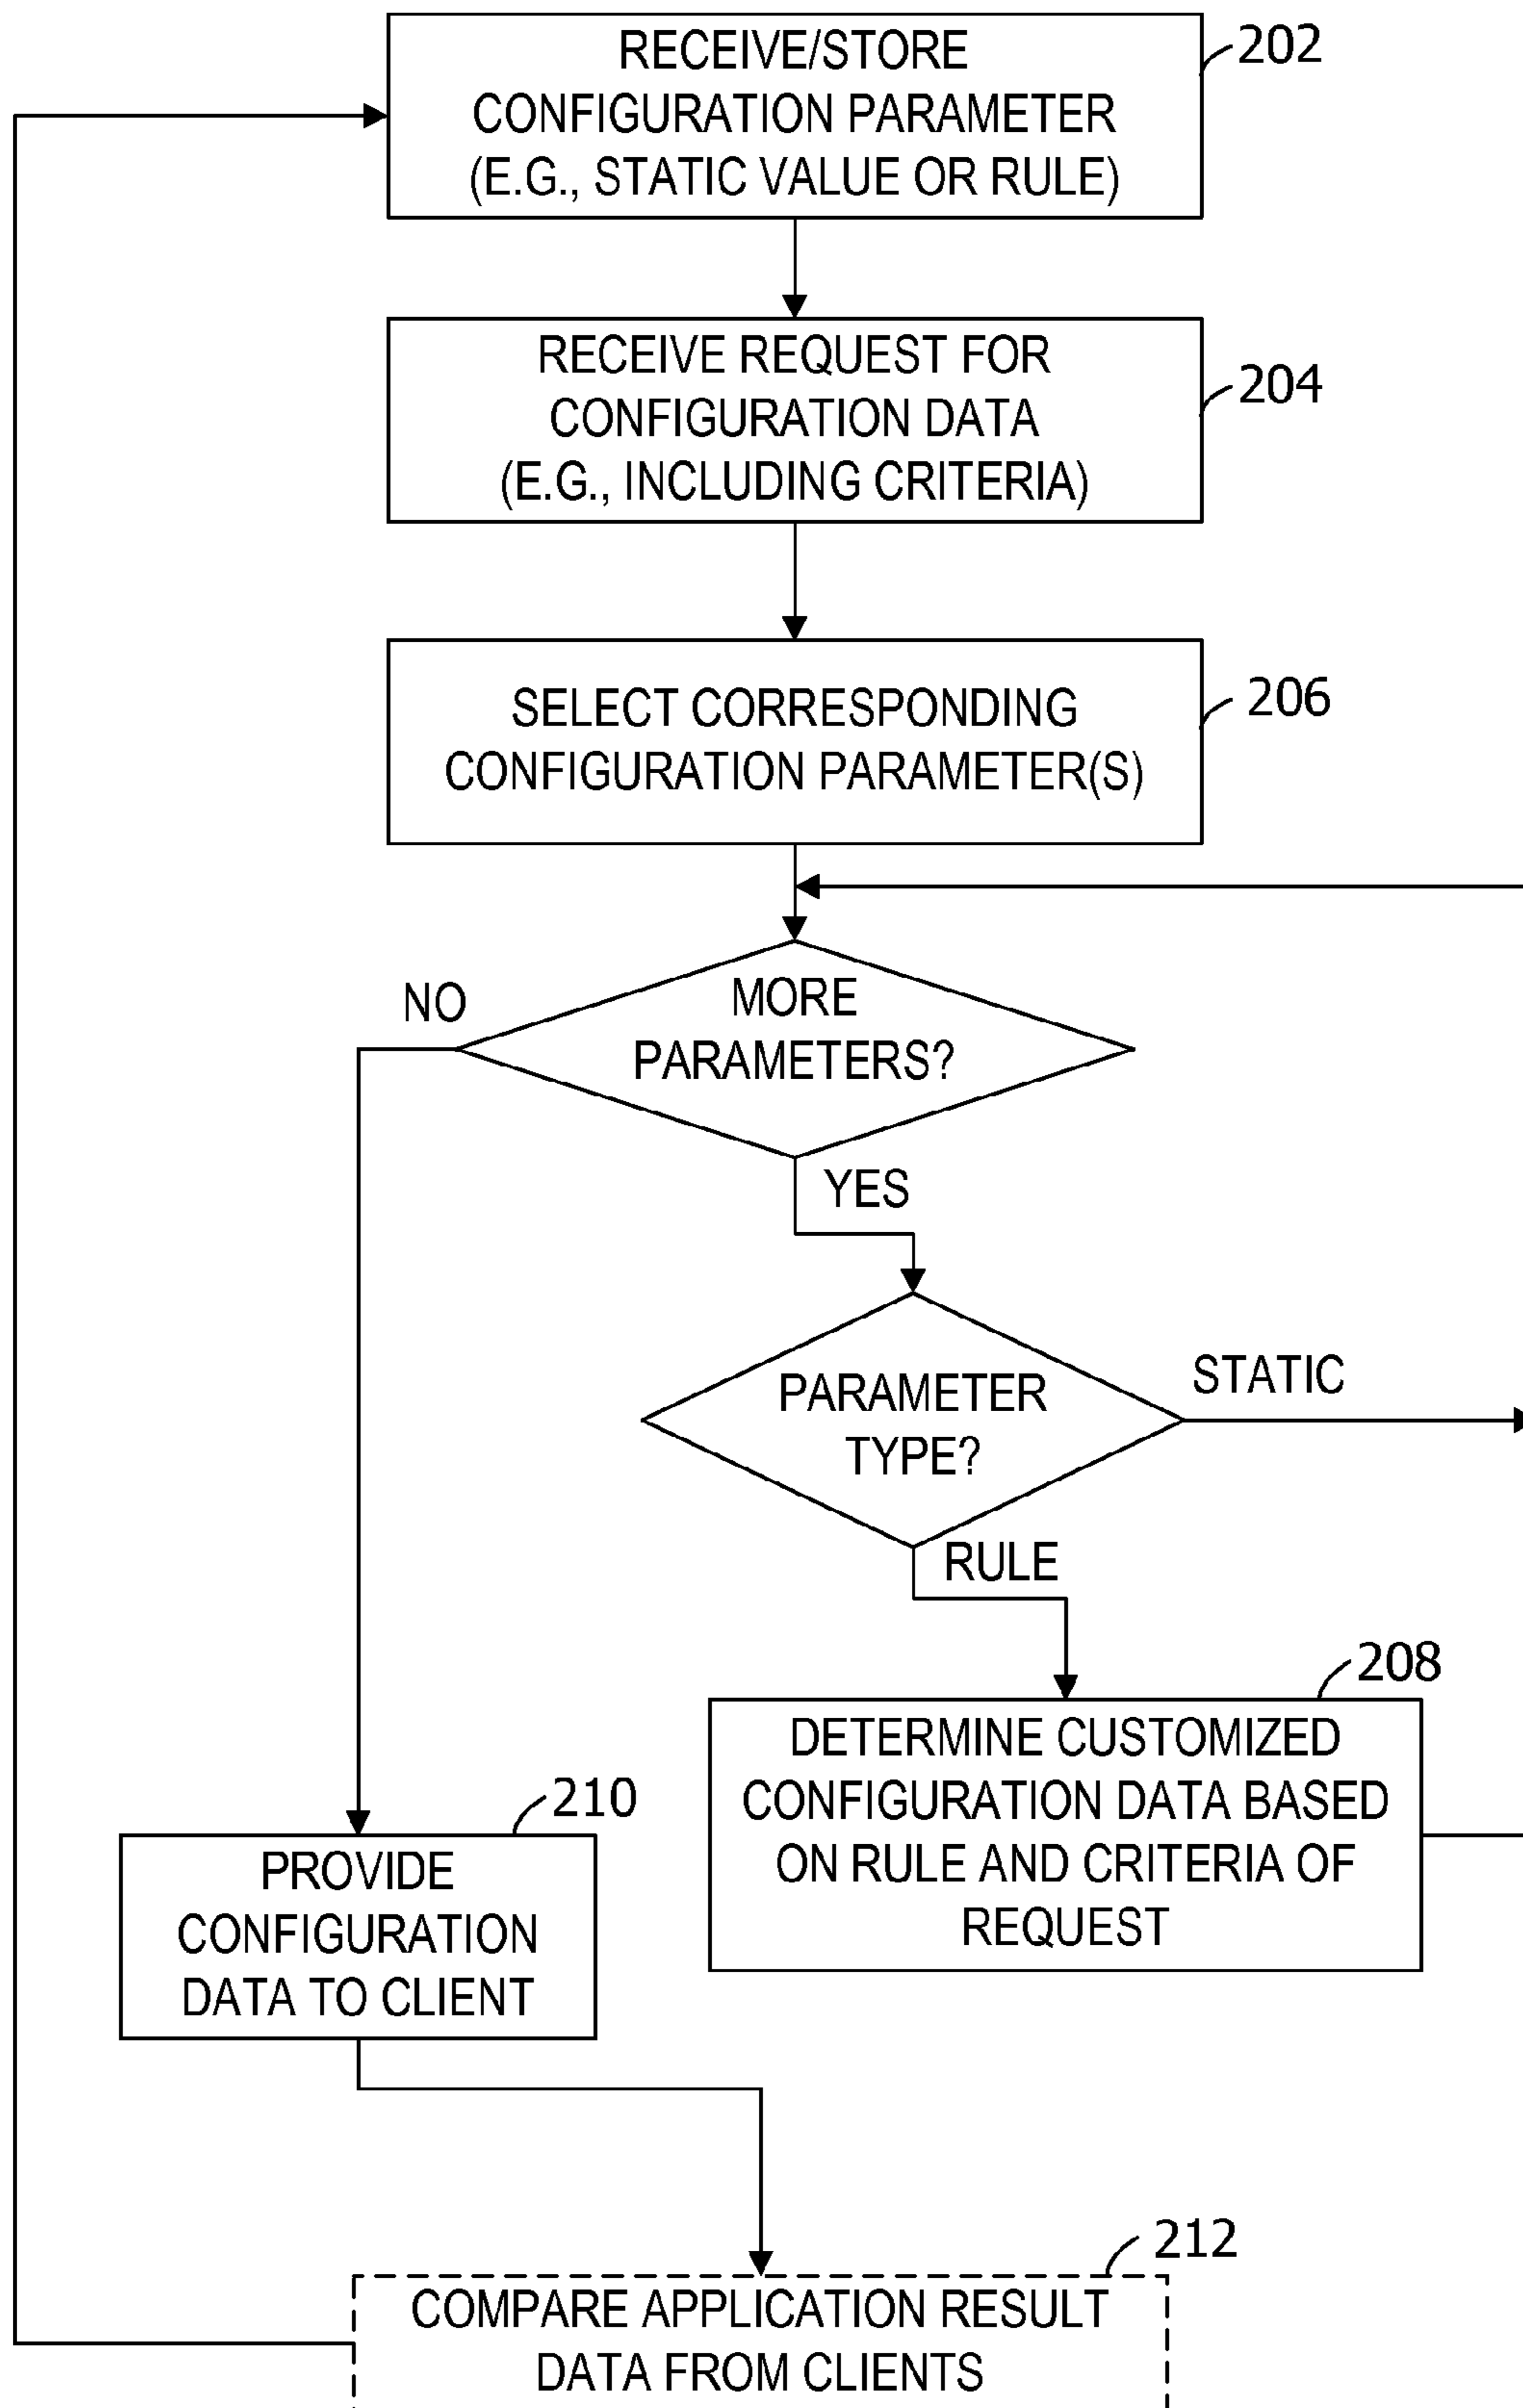 RECEIVE/STORE
CONFIGURATION PARAMETER
(E.G., STATIC VALUE OR RULE)
202
RECEIVE REQUEST FOR
CONFIGURATION DATA
(E.G., INCLUDING CRITERIA)
204
SELECT CORRESPONDING
CONFIGURATION PARAMETER(S)
206
MORE
PARAMETERS?
NO
YES
PARAMETER
TYPE?
STATIC
RULE
208
DETERMINE CUSTOMIZED
CONFIGURATION DATA BASED
ON RULE AND CRITERIA OF
REQUEST
210
PROVIDE
CONFIGURATION
DATA TO CLIENT
212
COMPARE APPLICATION RESULT
DATA FROM CLIENTS